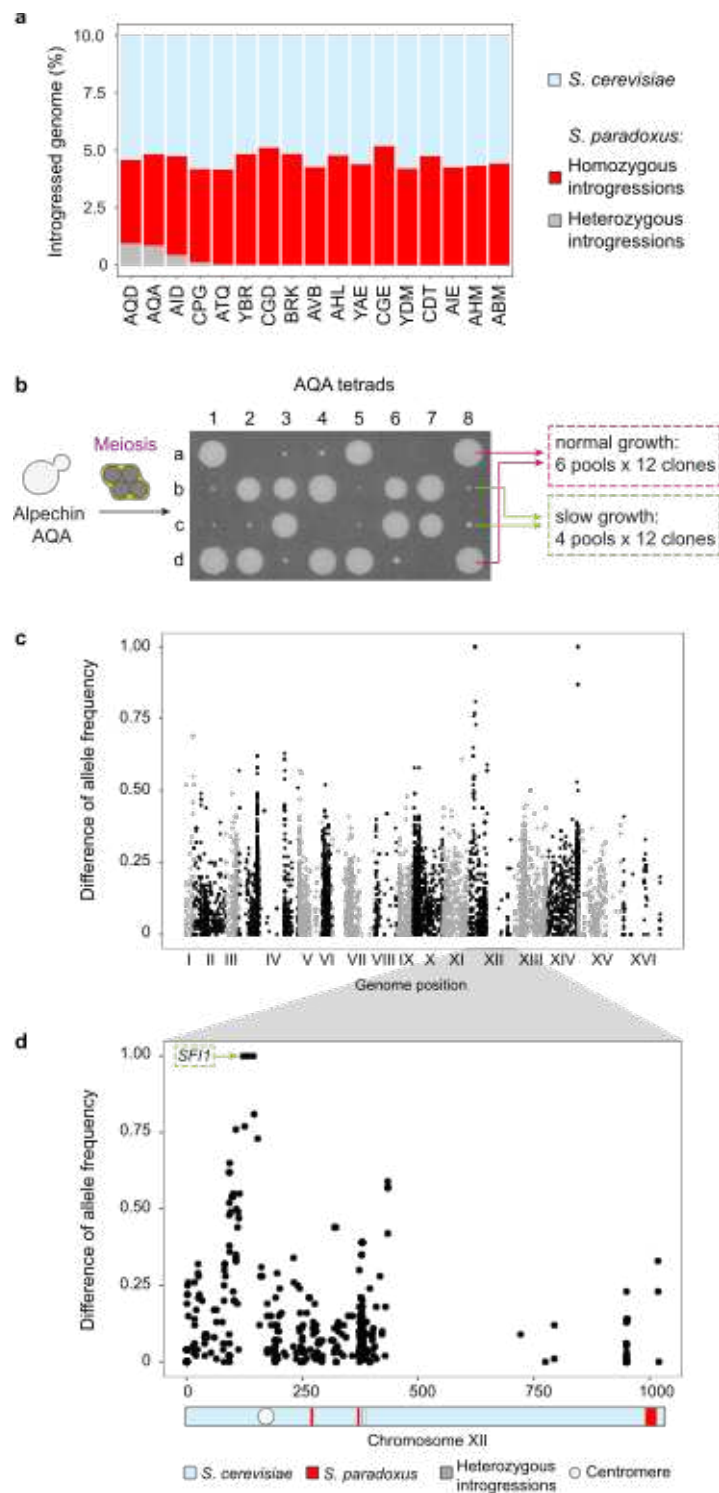 a
10.0
7.5
5.0
2.5
0
Introgressed genome (%)
AQD
AQA
AID
CPG
ATQ
YBR
CGD
BRK
AVB
AHL
YAE
CGE
YDM
CDT
AIE
AHM
ABM
S. cerevisiae
S. paradoxus:
Homozygous
introgressions
Heterozygous
introgressions
b
AQA tetrads
1 2 3 4 5 6 7 8
a
b
c
d
Meiosis
Alpechin
AQA
normal growth:
6 pools x 12 clones
slow growth:
4 pools x 12 clones
c
1.00
0.75
0.50
0.25
0
Difference of allele frequency
I II III IV V VI VII VIII IX X XI XII XIII XIV XV XVI
Genome position
d
SFI1
1.00
0.75
0.50
0.25
0
Difference of allele frequency
0 250 500 750 1000
Chromosome XII
S. cerevisiae
S. paradoxus
Heterozygous
introgressions
Centromere